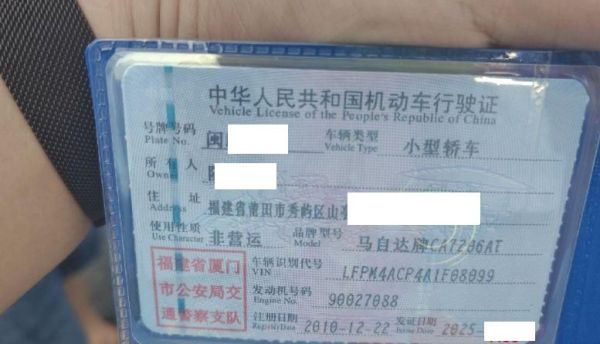 中华人民共和国机动车行驶证
Vehicle License of the People's Republic of China
号牌号码 闽 车辆类型 小型轿车
Plate No. Vehicle Type
所有人
Owner
住址 福建省莆田市秀屿区山
Address
使用性质 非营运 品牌型号 马自达牌CA7206AT
Use Character Model
福建省厦门
市公安局交
通警察支队
车辆识别代号 LFPM4ACP4A1F08099
VIN
发动机号码 90027088
Engine No.
注册日期 2010-12-22 发证日期 2025-
Register Date Issue Date